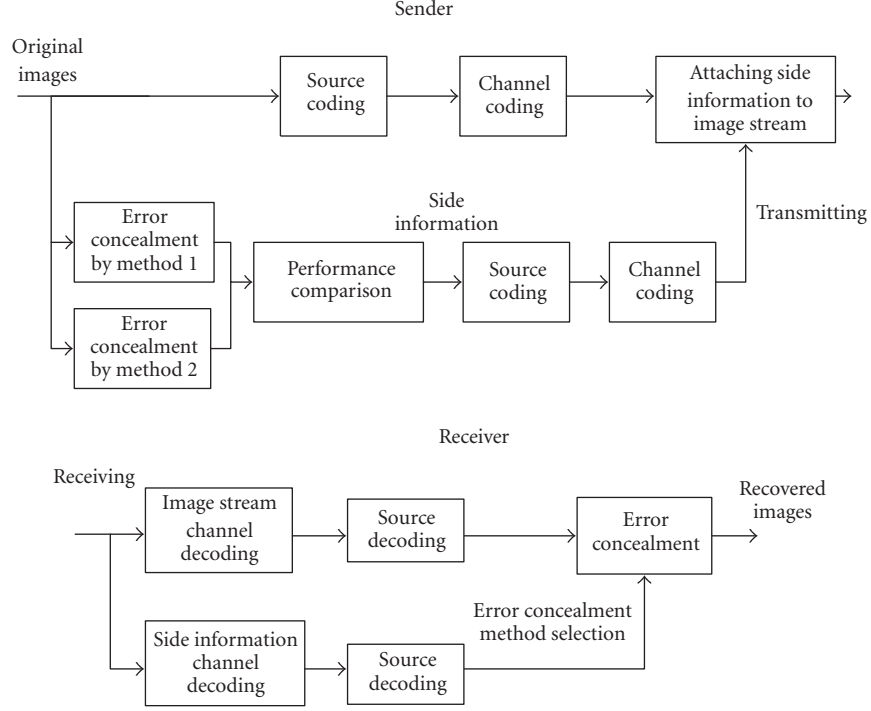 Sender
Original
images
Source
coding
Channel
coding
Attaching side
information to
image stream
Error
concealment
by method 1
Error
concealment
by method 2
Performance
comparison
Side
information
Source
coding
Channel
coding
Transmitting
Receiver
Receiving
Image stream
channel
decoding
Source
decoding
Error
concealment
Recovered
images
Side information
channel
decoding
Source
decoding
Error concealment
method selection